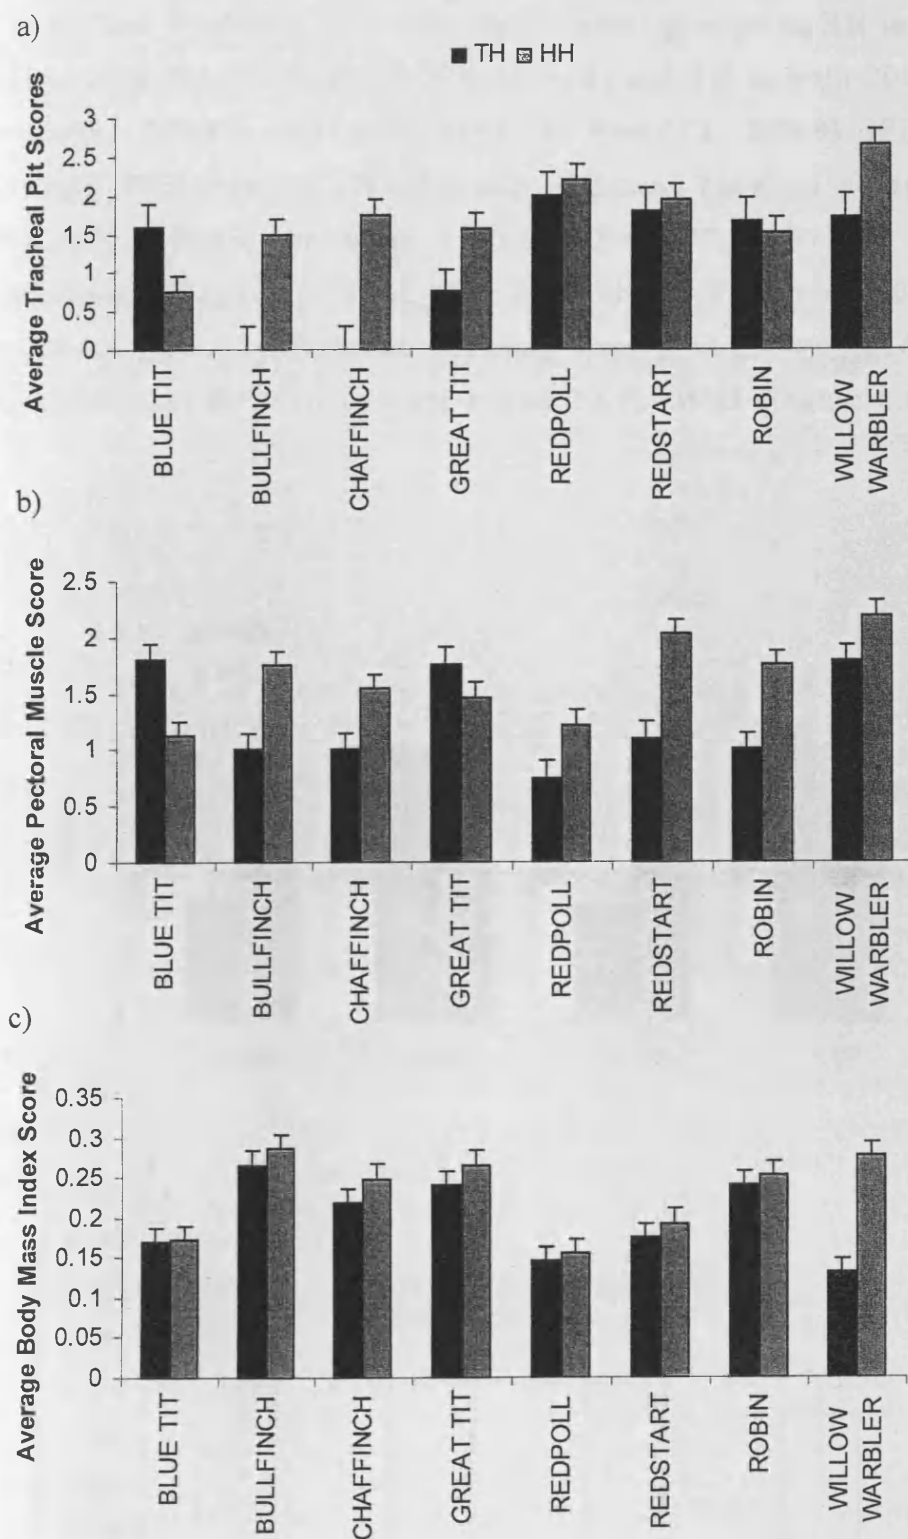 a)
TH HH
Average Tracheal Pit Scores
3
2.5
2
1.5
1
0.5
0
BLUE TIT
BULLFINCH
CHAFFINCH
GREAT TIT
REDPOLL
REDSTART
ROBIN
WILLOW
WARBLER
b)
Average Pectoral Muscle Score
2.5
2
1.5
1
0.5
0
BLUE TIT
BULLFINCH
CHAFFINCH
GREAT TIT
REDPOLL
REDSTART
ROBIN
WILLOW
WARBLER
c)
Average Body Mass Index Score
0.35
0.3
0.25
0.2
0.15
0.1
0.05
0
BLUE TIT
BULLFINCH
CHAFFINCH
GREAT TIT
REDPOLL
REDSTART
ROBIN
WILLOW
WARBLER